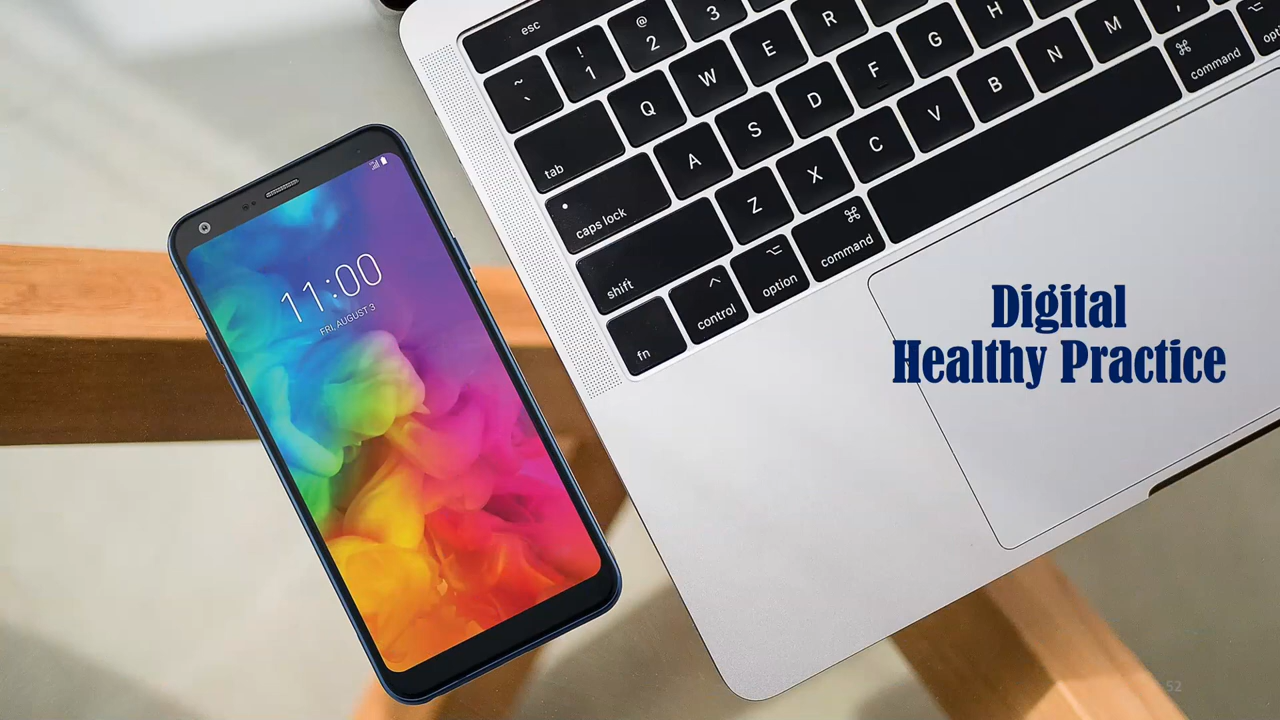 11:00
FRI, AUGUST 3
esc
~
`
!
1
@
2
3
tab
Q
W
E
R
caps lock
A
S
D
F
G
H
shift
Z
X
C
V
B
N
M
,
fn
^
control
⌥
option
⌘
command
⌘
command
⌥
Digital
Healthy Practice
52